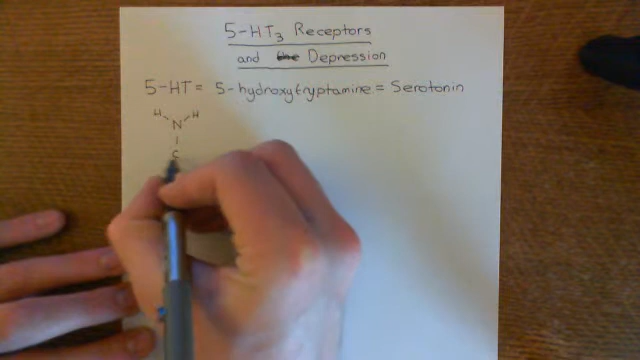 5-HT₃ Receptors
and the Depression
5-HT = 5-hydroxytryptamine = Serotonin
H H
N
C